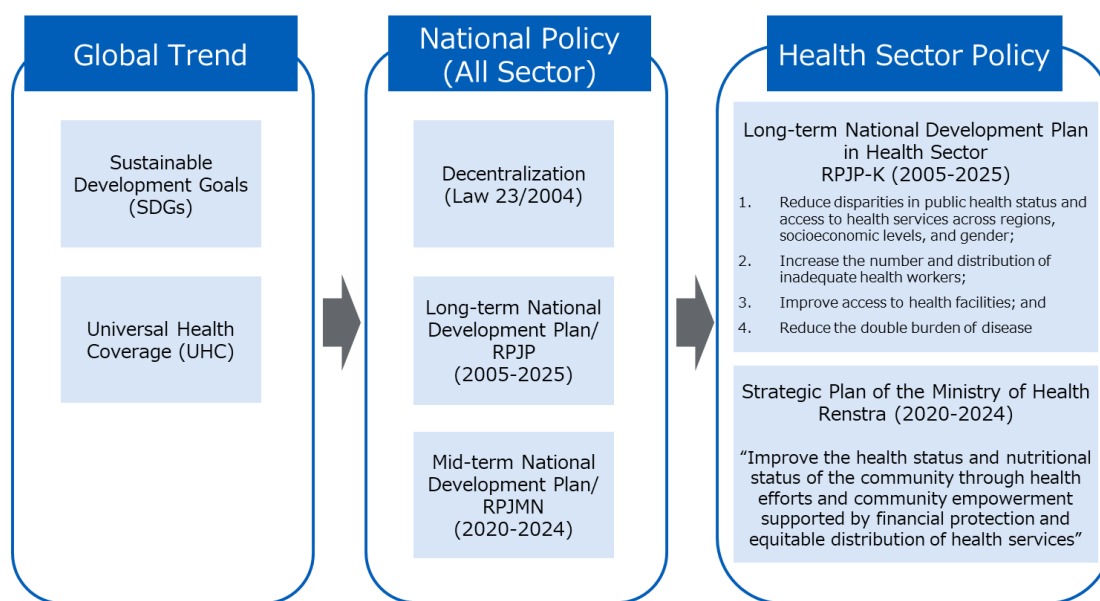 Global Trend
Sustainable
Development Goals
(SDGs)
Universal Health
Coverage (UHC)
National Policy
(All Sector)
Decentralization
(Law 23/2004)
Long-term National
Development Plan/
RPJP
(2005-2025)
Mid-term National
Development Plan/
RPJMN
(2020-2024)
Health Sector Policy
Long-term National Development Plan
in Health Sector
RPJP-K (2005-2025)
1. Reduce disparities in public health status and
access to health services across regions,
socioeconomic levels, and gender;
2. Increase the number and distribution of
inadequate health workers;
3. Improve access to health facilities; and
4. Reduce the double burden of disease
Strategic Plan of the Ministry of Health
Renstra (2020-2024)
“Improve the health status and nutritional
status of the community through health
efforts and community empowerment
supported by financial protection and
equitable distribution of health services”